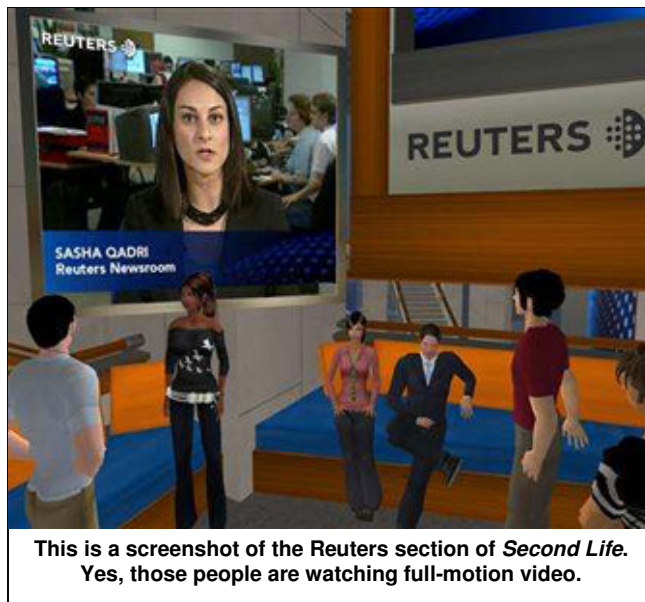 REUTERS
REUTERS
SASHA QADRI
Reuters Newsroom
This is a screenshot of the Reuters section of Second Life.
Yes, those people are watching full-motion video.